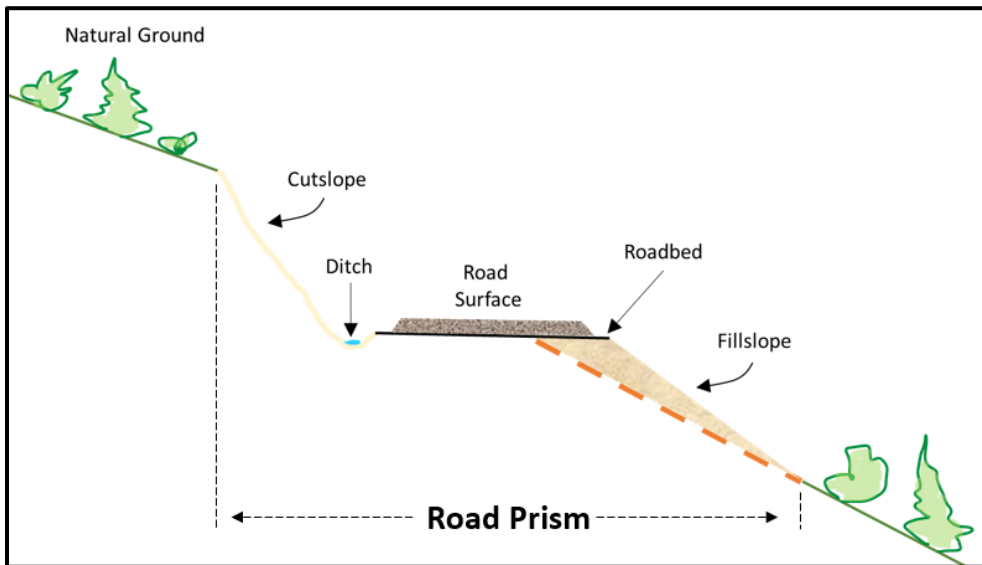 Natural Ground
Cutslope
Ditch
Road
Surface
Roadbed
Fillslope
Road Prism